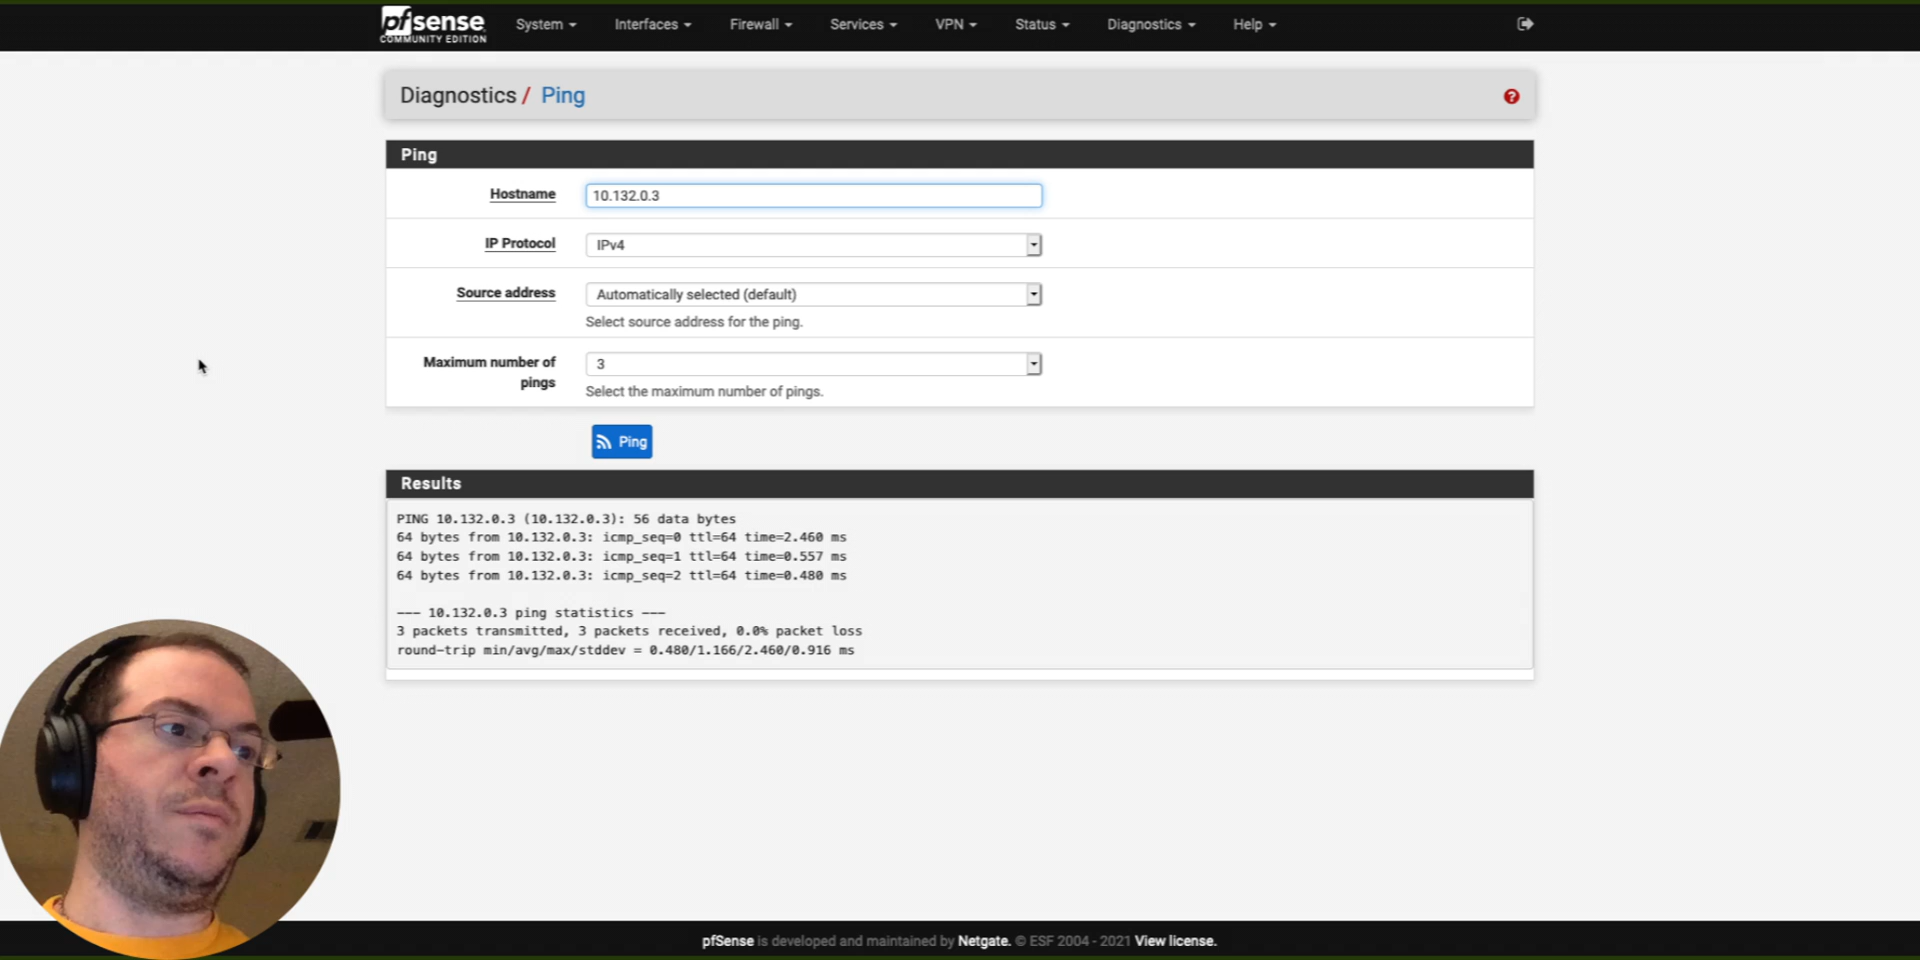 pfsense
COMMUNITY EDITION
System
Interfaces
Firewall
Services
VPN
Status
Diagnostics
Help
Diagnostics / Ping
Ping
Hostname
10.132.0.3
IP Protocol
IPv4
Source address
Automatically selected (default)
Select source address for the ping.
Maximum number of
pings
3
Select the maximum number of pings.
Ping
Results
PING 10.132.0.3 (10.132.0.3): 56 data bytes
64 bytes from 10.132.0.3: icmp_seq=0 ttl=64 time=2.460 ms
64 bytes from 10.132.0.3: icmp_seq=1 ttl=64 time=0.557 ms
64 bytes from 10.132.0.3: icmp_seq=2 ttl=64 time=0.480 ms
--- 10.132.0.3 ping statistics ---
3 packets transmitted, 3 packets received, 0.0% packet loss
round-trip min/avg/max/stddev = 0.480/1.166/2.460/0.916 ms
pfSense is developed and maintained by Netgate. © ESF 2004 - 2021 View license.